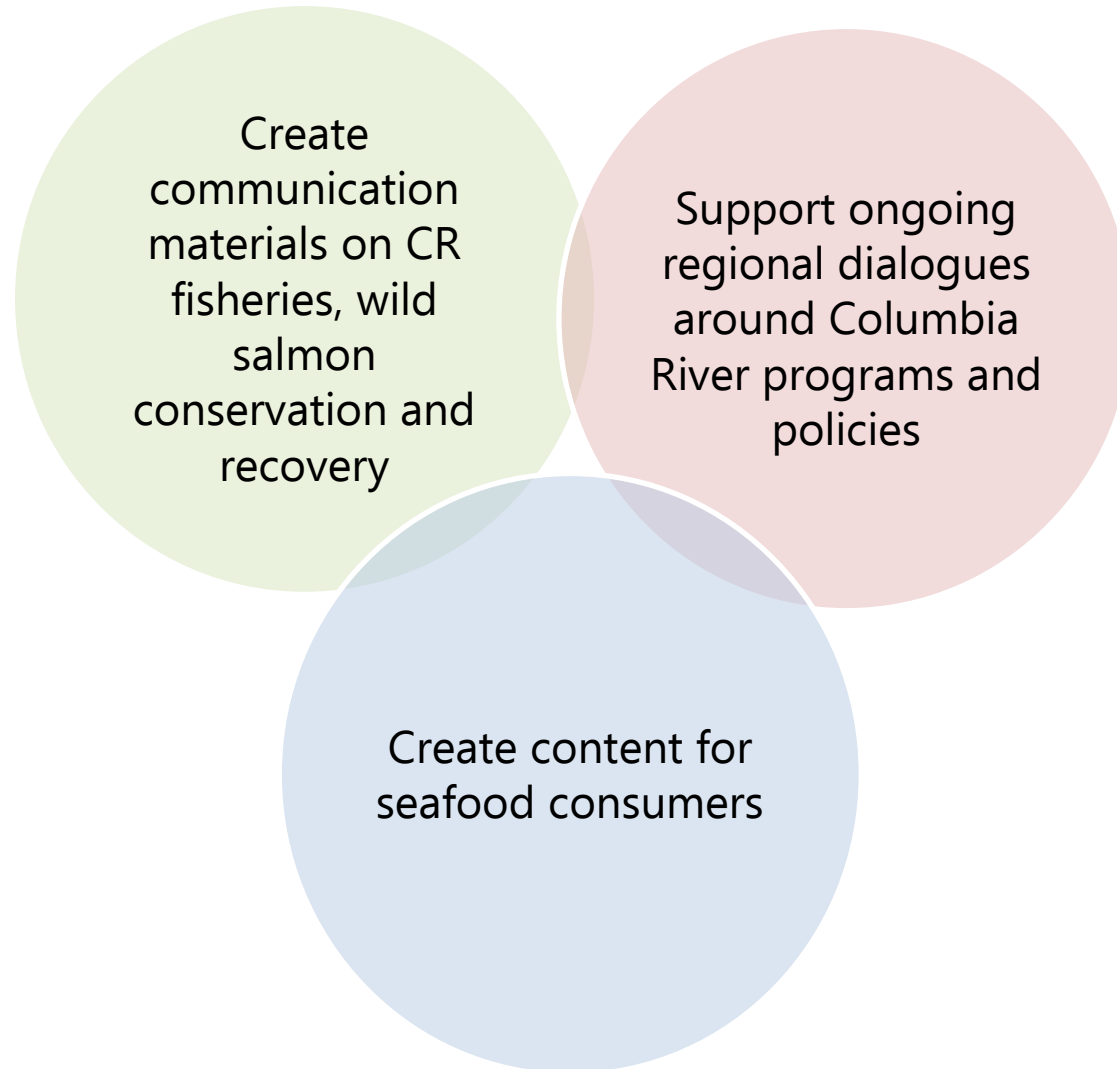 Create
communication
materials on CR
fisheries, wild
salmon
conservation and
recovery
Support ongoing
regional dialogues
around Columbia
River programs and
policies
Create content for
seafood consumers